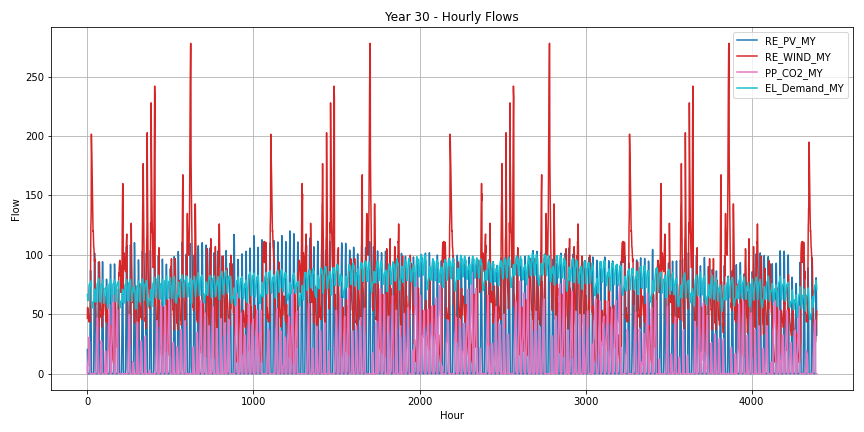 Year 30 - Hourly Flows
RE_PV_MY
RE_WIND_MY
PP_CO2_MY
EL_Demand_MY
250
200
150
100
50
0
Flow
0 1000 2000 3000 4000
Hour